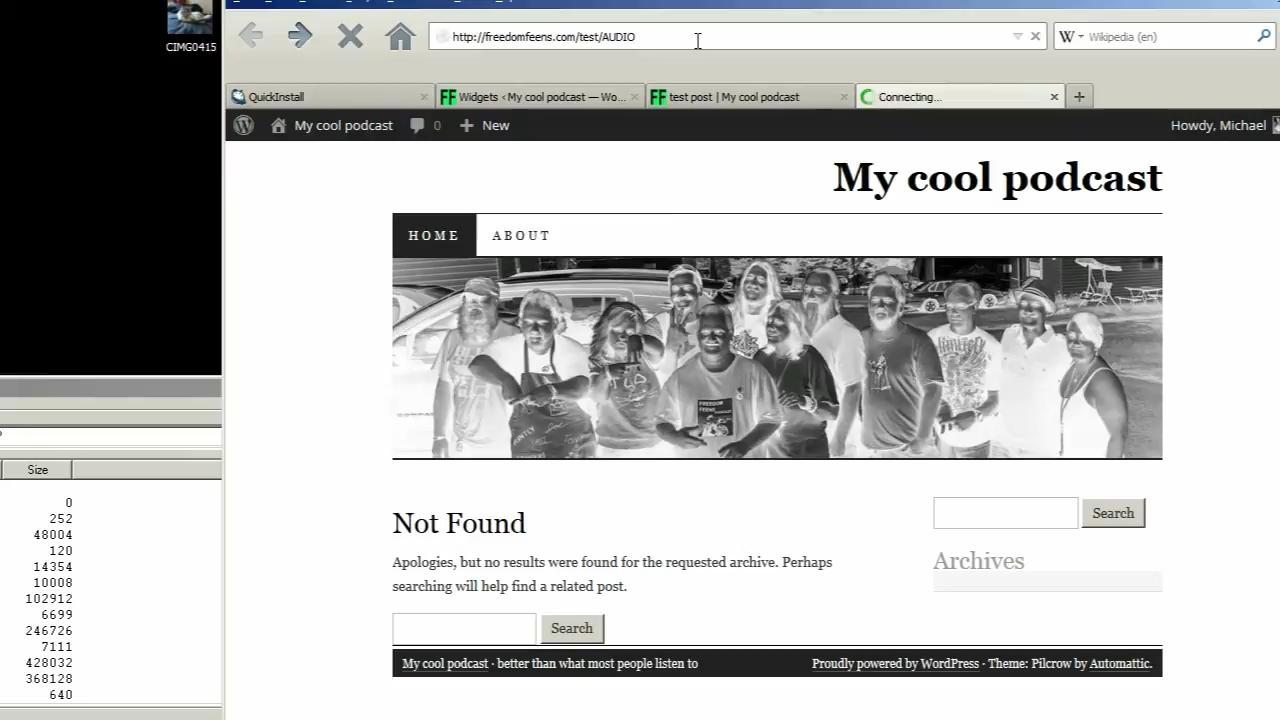 CIMG0415
http://freedomfeens.com/test/AUDIO
W Wikipedia (en)
QuickInstall
FF Widgets ‹ My cool podcast — Wo...
FF test post | My cool podcast
Connecting...
My cool podcast
0
New
Howdy, Michael
My cool podcast
HOME
ABOUT
FREEDOM
FEENS
Not Found
Search
Apologies, but no results were found for the requested archive. Perhaps
searching will help find a related post.
Archives
Search
My cool podcast · better than what most people listen to
Proudly powered by WordPress · Theme: Pilcrow by Automattic.
Size
0
252
48004
120
14354
10008
102912
6699
246726
7111
428032
368128
640